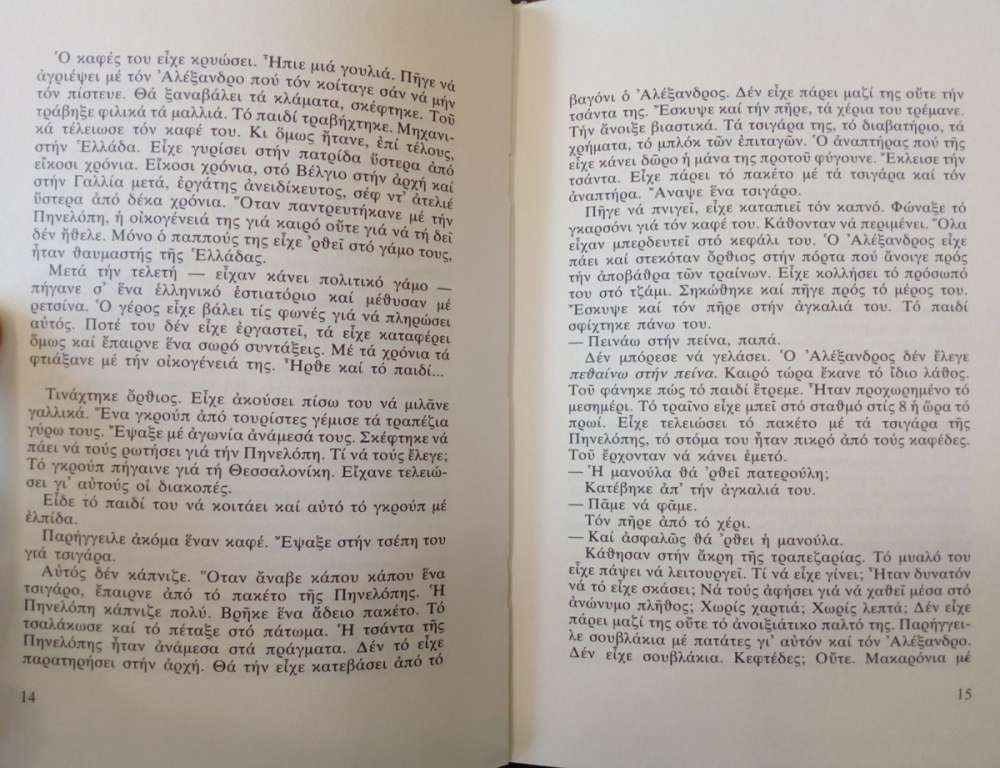 Ὁ καφές του εἶχε κρυώσει. Ἤπιε μιά γουλιά. Πῆγε νά
ἀγριέψει μέ τόν Ἀλέξανδρο πού τόν κοίταγε σάν νά μήν
τόν πίστευε. Θά ξαναβάλει τά κλάματα, σκέφτηκε. Τοῦ
τράβηξε φιλικά τά μαλλιά. Τό παιδί τραβήχτηκε. Μηχανι-
κά τέλειωσε τόν καφέ του. Κι ὅμως ἤτανε, ἐπί τέλους,
στήν Ἑλλάδα. Εἶχε γυρίσει στήν πατρίδα ὕστερα ἀπό
εἴκοσι χρόνια. Εἴκοσι χρόνια, στό Βέλγιο στήν ἀρχή καί
στήν Γαλλία μετά, ἐργάτης ἀνειδίκευτος, σέφ ντ' ἀτελιέ
ὕστερα ἀπό δέκα χρόνια. Ὅταν παντρευτήκανε μέ τήν
Πηνελόπη, ἡ οἰκογένειά της γιά καιρό οὔτε γιά νά τή δεῖ
δέν ἤθελε. Μόνο ὁ παππούς της εἶχε 'ρθεῖ στό γάμο τους,
ἦταν θαυμαστής τῆς Ἑλλάδας.
Μετά τήν τελετή — εἶχαν κάνει πολιτικό γάμο —
πήγανε σ' ἕνα ἑλληνικό ἑστιατόριο καί μέθυσαν μέ
ρετσίνα. Ὁ γέρος εἶχε βάλει τίς φωνές γιά νά πληρώσει
αὐτός. Ποτέ του δέν εἶχε ἐργαστεῖ, τά εἶχε καταφέρει
ὅμως καί ἔπαιρνε ἕνα σωρό συντάξεις. Μέ τά χρόνια τά
φτιάξανε μέ τήν οἰκογένειά της. Ἦρθε καί τό παιδί...
Τινάχτηκε ὄρθιος. Εἶχε ἀκούσει πίσω του νά μιλᾶνε
γαλλικά. Ἕνα γκρούπ ἀπό τουρίστες γέμισε τά τραπέζια
γύρω τους. Ἔψαξε μέ ἀγωνία ἀνάμεσά τους. Σκέφτηκε νά
πάει νά τούς ρωτήσει γιά τήν Πηνελόπη. Τί νά τούς ἔλεγε;
Τό γκρούπ πήγαινε γιά τή Θεσσαλονίκη. Εἴχανε τελειώ-
σει γι' αὐτούς οἱ διακοπές.
Εἶδε τό παιδί του νά κοιτάει καί αὐτό τό γκρούπ μέ
ἐλπίδα.
Παρήγγειλε ἀκόμα ἕναν καφέ. Ἔψαξε στήν τσέπη του
γιά τσιγάρα.
Αὐτός δέν κάπνιζε. Ὅταν ἄναβε κάπου κάπου ἕνα
τσιγάρο, ἔπαιρνε ἀπό τό πακέτο τῆς Πηνελόπης. Ἡ
Πηνελόπη κάπνιζε πολύ. Βρῆκε ἕνα ἄδειο πακέτο. Τό
τσαλάκωσε καί τό πέταξε στό πάτωμα. Ἡ τσάντα τῆς
Πηνελόπης ἦταν ἀνάμεσα στά πράγματα. Δέν τό εἶχε
παρατηρήσει στήν ἀρχή. Θά τήν εἶχε κατεβάσει ἀπό τό
14
βαγόνι ὁ Ἀλέξανδρος. Δέν εἶχε πάρει μαζί της οὔτε τήν
τσάντα της. Ἔσκυψε καί τήν πῆρε, τά χέρια του τρέμανε.
Τήν ἄνοιξε βιαστικά. Τά τσιγάρα της, τό διαβατήριο, τά
χρήματα, τό μπλόκ τῶν ἐπιταγῶν. Ὁ ἀναπτήρας πού τῆς
εἶχε κάνει δῶρο ἡ μάνα της προτοῦ φύγουνε. Ἔκλεισε τήν
τσάντα. Εἶχε πάρει τό πακέτο μέ τά τσιγάρα καί τόν
ἀναπτήρα. Ἄναψε ἕνα τσιγάρο.
Πῆγε νά πνιγεῖ, εἶχε καταπιεῖ τόν καπνό. Φώναξε τό
γκαρσόνι γιά τόν καφέ του. Κάθονταν νά περιμένει. Ὅλα
εἶχαν μπερδευτεῖ στό κεφάλι του. Ὁ Ἀλέξανδρος εἶχε
πάει καί στεκόταν ὄρθιος στήν πόρτα πού ἄνοιγε πρός
τήν ἀποβάθρα τῶν τραίνων. Εἶχε κολλήσει τό πρόσωπό
του στό τζάμι. Σηκώθηκε καί πῆγε πρός τό μέρος του.
Ἔσκυψε καί τόν πῆρε στήν ἀγκαλιά του. Τό παιδί
σφίχτηκε πάνω του.
— Πεινάω στήν πείνα, παπά.
Δέν μπόρεσε νά γελάσει. Ὁ Ἀλέξανδρος δέν ἔλεγε
πεθαίνω στήν πείνα. Καιρό τώρα ἔκανε τό ἴδιο λάθος.
Τοῦ φάνηκε πώς τό παιδί ἔτρεμε. Ἦταν προχωρημένο τό
μεσημέρι. Τό τραῖνο εἶχε μπεῖ στό σταθμό στίς 8 ἡ ὥρα τό
πρωί. Εἶχε τελειώσει τό πακέτο μέ τά τσιγάρα τῆς
Πηνελόπης, τό στόμα του ἦταν πικρό ἀπό τούς καφέδες.
Τοῦ ἔρχονταν νά κάνει ἐμετό.
— Ἡ μανούλα θά 'ρθεῖ πατερούλη;
Κατέβηκε ἀπ' τήν ἀγκαλιά του.
— Πᾶμε νά φᾶμε.
Τόν πῆρε ἀπό τό χέρι.
— Καί ἀσφαλῶς θά 'ρθει ἡ μανούλα.
Κάθησαν στήν ἄκρη τῆς τραπεζαρίας. Τό μυαλό του
εἶχε πάψει νά λειτουργεῖ. Τί νά εἶχε γίνει; Ἦταν δυνατόν
νά τό εἶχε σκάσει; Νά τούς ἀφήσει γιά νά χαθεῖ μέσα στό
ἀνώνυμο πλῆθος; Χωρίς χαρτιά; Χωρίς λεπτά; Δέν εἶχε
πάρει μαζί της οὔτε τό ἀνοιξιάτικο παλτό της. Παρήγγει-
λε σουβλάκια μέ πατάτες γι' αὐτόν καί τόν Ἀλέξανδρο.
Δέν εἶχε σουβλάκια. Κεφτέδες; Οὔτε. Μακαρόνια μέ
15